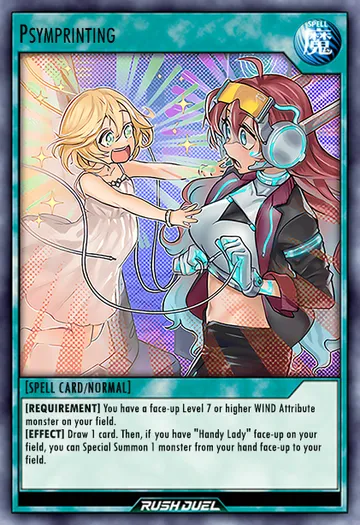 PSYMPRINTING
SPELL
魔
[SPELL CARD/NORMAL]
[REQUIREMENT] You have a face-up Level 7 or higher WIND Attribute
monster on your field.
[EFFECT] Draw 1 card. Then, if you have "Handy Lady" face-up on your
field, you can Special Summon 1 monster from your hand face-up to your
field.
RUSH DUEL